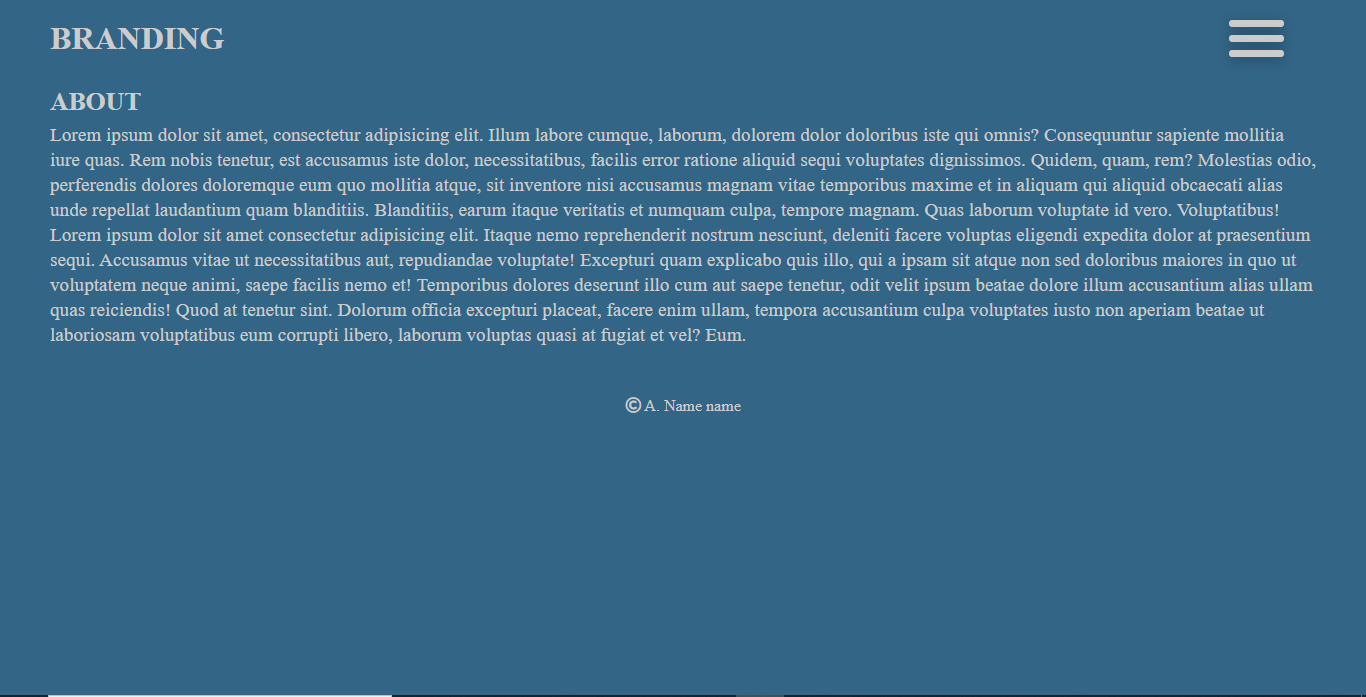 BRANDING
ABOUT
Lorem ipsum dolor sit amet, consectetur adipisicing elit. Illum labore cumque, laborum, dolorem dolor doloribus iste qui omnis? Consequuntur sapiente mollitia
iure quas. Rem nobis tenetur, est accusamus iste dolor, necessitatibus, facilis error ratione aliquid sequi voluptates dignissimos. Quidem, quam, rem? Molestias odio,
perferendis dolores doloremque eum quo mollitia atque, sit inventore nisi accusamus magnam vitae temporibus maxime et in aliquam qui aliquid obcaecati alias
unde repellat laudantium quam blanditiis. Blanditiis, earum itaque veritatis et numquam culpa, tempore magnam. Quas laborum voluptate id vero. Voluptatibus!
Lorem ipsum dolor sit amet consectetur adipisicing elit. Itaque nemo reprehenderit nostrum nesciunt, deleniti facere voluptas eligendi expedita dolor at praesentium
sequi. Accusamus vitae ut necessitatibus aut, repudiandae voluptate! Excepturi quam explicabo quis illo, qui a ipsam sit atque non sed doloribus maiores in quo ut
voluptatem neque animi, saepe facilis nemo et! Temporibus dolores deserunt illo cum aut saepe tenetur, odit velit ipsum beatae dolore illum accusantium alias ullam
quas reiciendis! Quod at tenetur sint. Dolorum officia excepturi placeat, facere enim ullam, tempora accusantium culpa voluptates iusto non aperiam beatae ut
laboriosam voluptatibus eum corrupti libero, laborum voluptas quasi at fugiat et vel? Eum.
© A. Name name